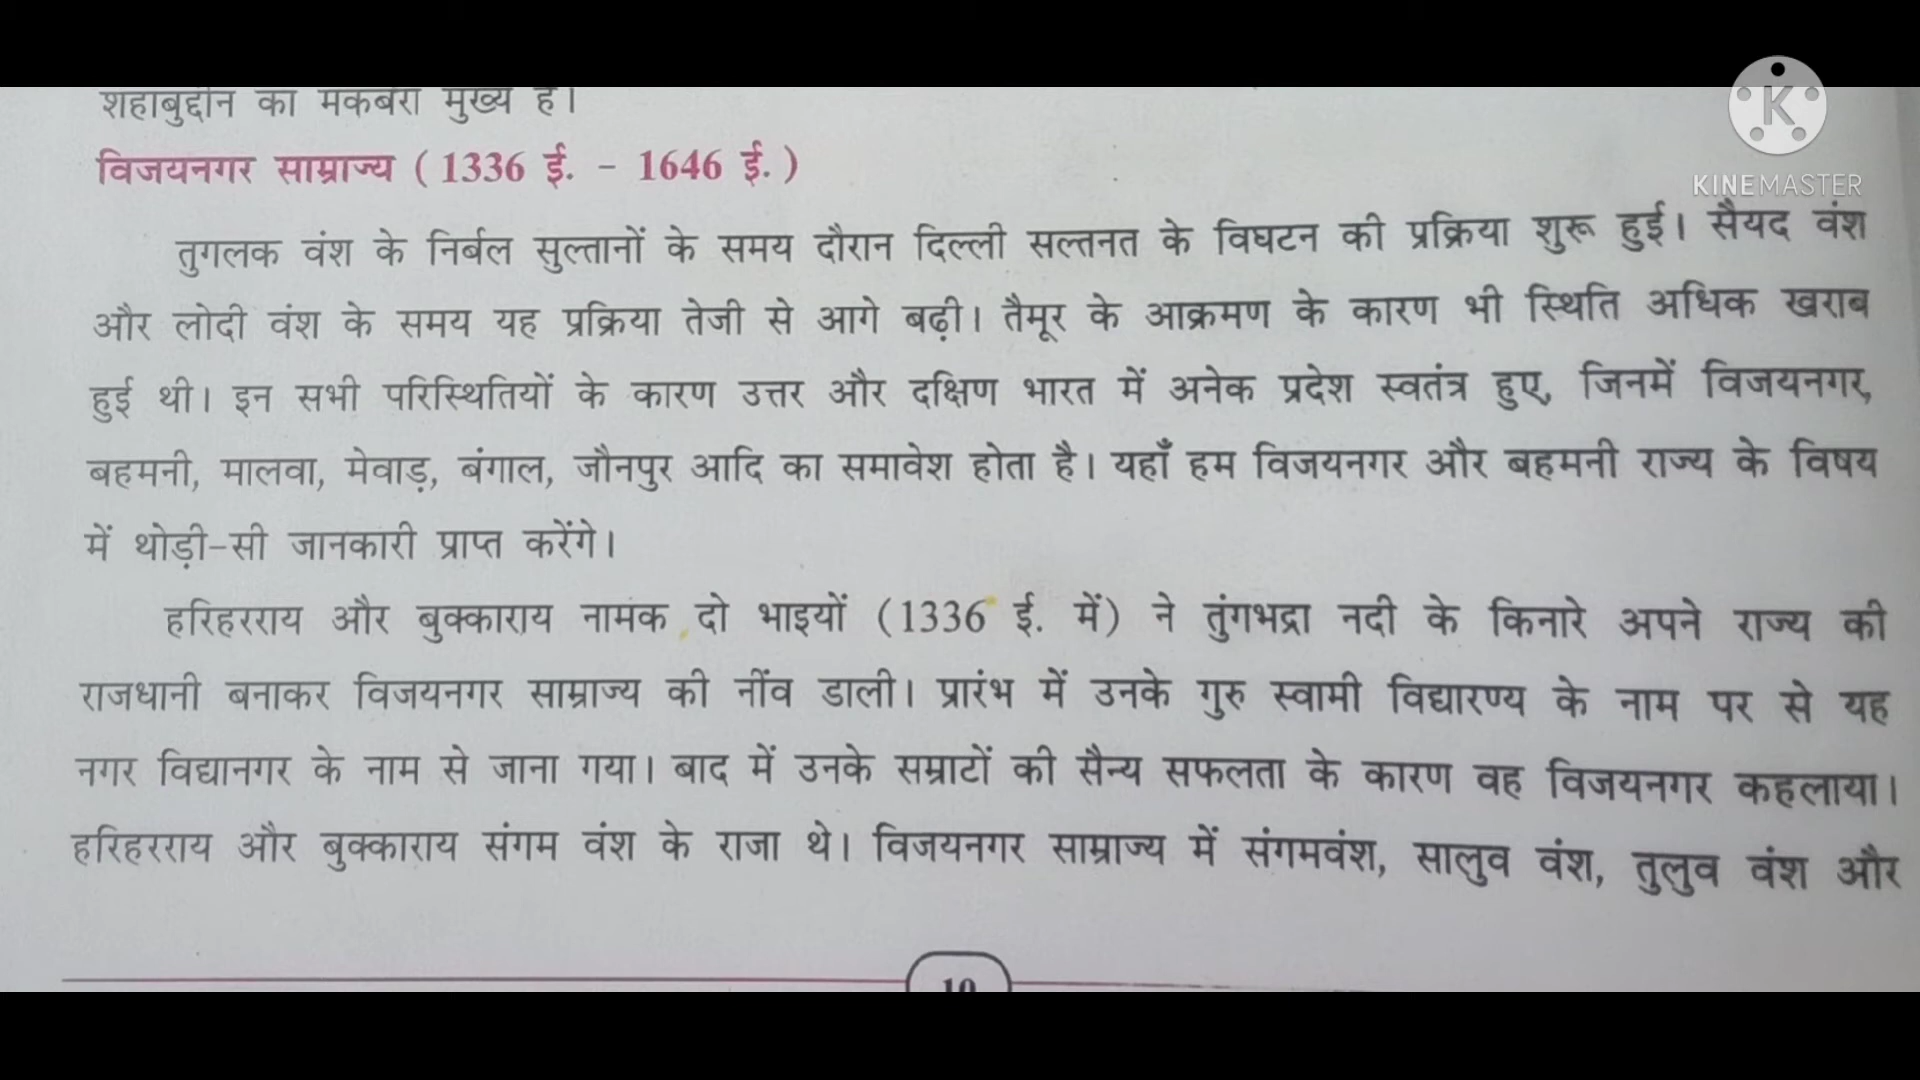 शहाबुद्दीन का मकबरा मुख्य है।
K
KINEMASTER
विजयनगर साम्राज्य ( 1336 ई. - 1646 ई. )
तुगलक वंश के निर्बल सुल्तानों के समय दौरान दिल्ली सल्तनत के विघटन की प्रक्रिया शुरू हुई। सैयद वंश
और लोदी वंश के समय यह प्रक्रिया तेजी से आगे बढ़ी। तैमूर के आक्रमण के कारण भी स्थिति अधिक खराब
हुई थी। इन सभी परिस्थितियों के कारण उत्तर और दक्षिण भारत में अनेक प्रदेश स्वतंत्र हुए, जिनमें विजयनगर,
बहमनी, मालवा, मेवाड़, बंगाल, जौनपुर आदि का समावेश होता है। यहाँ हम विजयनगर और बहमनी राज्य के विषय
में थोड़ी-सी जानकारी प्राप्त करेंगे।
हरिहरराय और बुक्काराय नामक दो भाइयों (1336 ई. में) ने तुंगभद्रा नदी के किनारे अपने राज्य की
राजधानी बनाकर विजयनगर साम्राज्य की नींव डाली। प्रारंभ में उनके गुरु स्वामी विद्यारण्य के नाम पर से यह
नगर विद्यानगर के नाम से जाना गया। बाद में उनके सम्राटों की सैन्य सफलता के कारण वह विजयनगर कहलाया।
हरिहरराय और बुक्काराय संगम वंश के राजा थे। विजयनगर साम्राज्य में संगमवंश, सालुव वंश, तुलुव वंश और
10